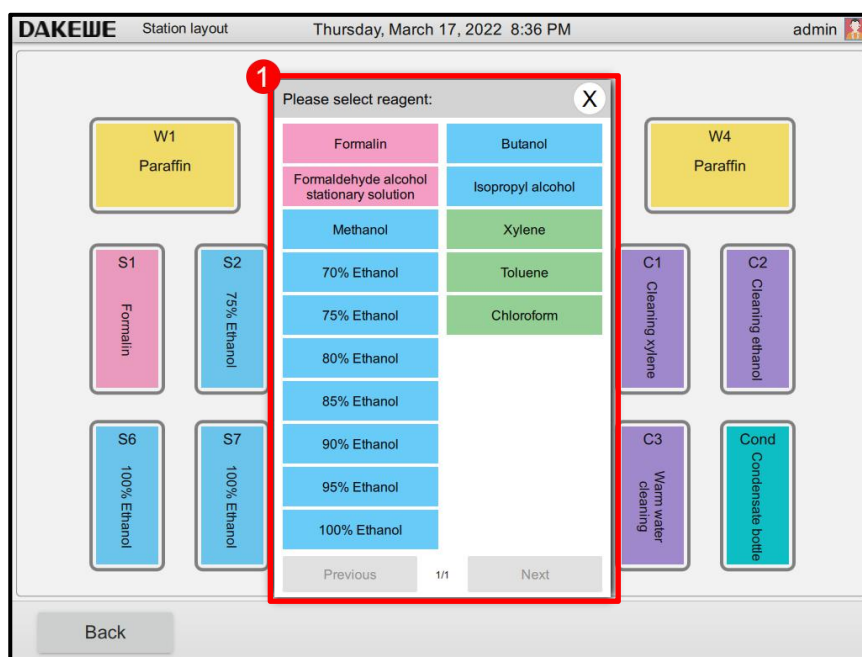 DAKEWE
Station layout
Thursday, March 17, 2022 8:36 PM
admin
1
Please select reagent:
X
W1
Paraffin
W4
Paraffin
Formalin
Butanol
Formaldehyde alcohol
stationary solution
Isopropyl alcohol
Methanol
Xylene
70% Ethanol
Toluene
75% Ethanol
Chloroform
80% Ethanol
85% Ethanol
90% Ethanol
95% Ethanol
100% Ethanol
S1
Formalin
S2
75% Ethanol
C1
Cleaning xylene
C2
Cleaning ethanol
S6
100% Ethanol
S7
100% Ethanol
C3
Warm water
cleaning
Cond
Condensate bottle
Previous
1/1
Next
Back